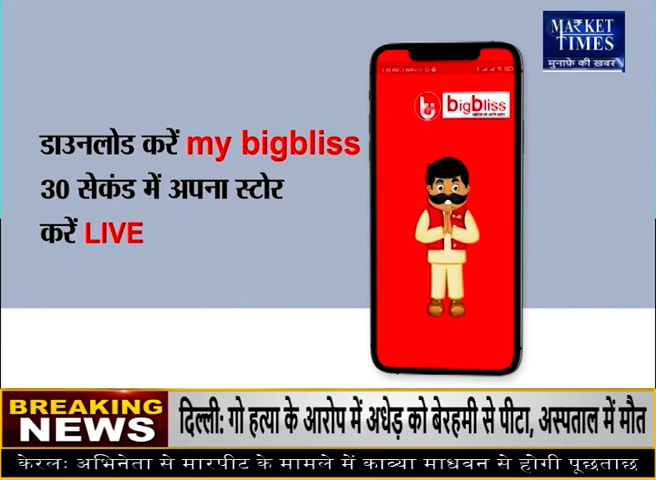 MARKET
TIMES
मुनाफे की ख़बर
bigbliss
डाउनलोड करें my bigbliss
30 सेकंड में अपना स्टोर
करें LIVE
BREAKING
NEWS
दिल्ली: गो हत्या के आरोप में अधेड़ को बेरहमी से पीटा, अस्पताल में मौत
केरल: अभिनेता से मारपीट के मामले में काव्या माधवन से होगी पूछताछ